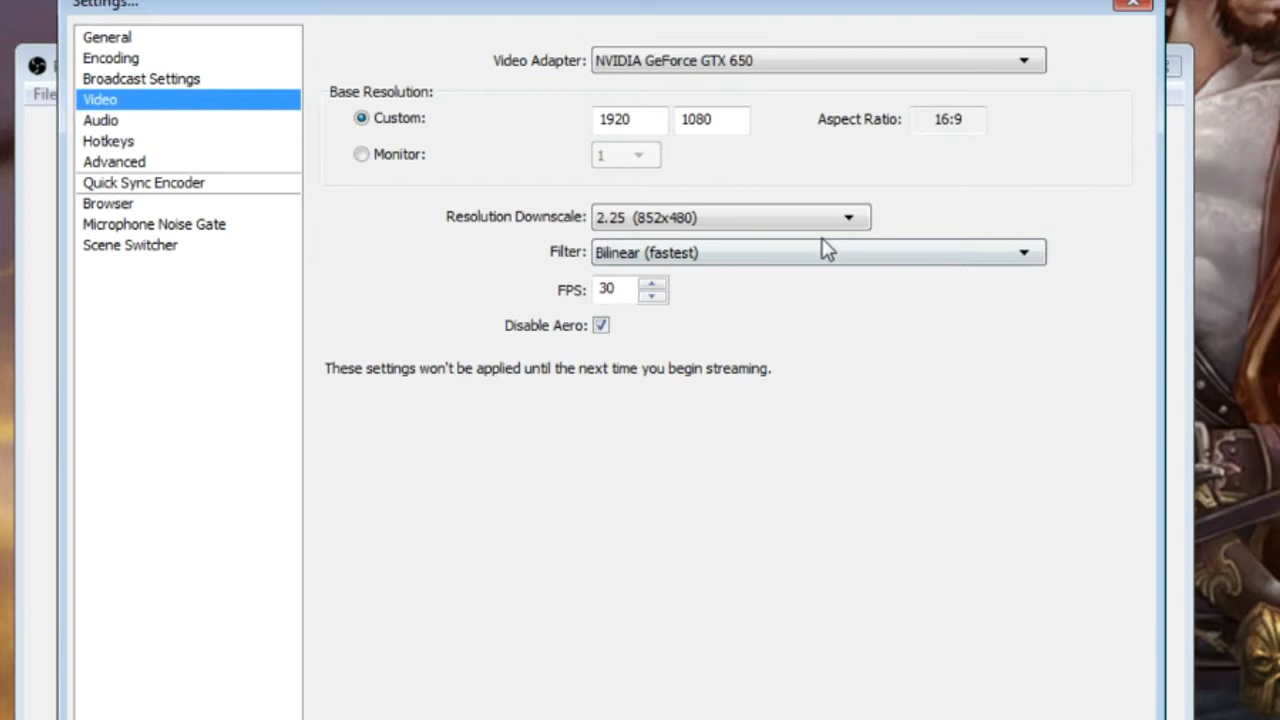 Settings...
File
General
Encoding
Broadcast Settings
Video
Audio
Hotkeys
Advanced
Quick Sync Encoder
Browser
Microphone Noise Gate
Scene Switcher
Video Adapter: NVIDIA GeForce GTX 650
Base Resolution:
Custom: 1920 1080 Aspect Ratio: 16:9
Monitor: 1
Resolution Downscale: 2.25 (852x480)
Filter: Bilinear (fastest)
FPS: 30
Disable Aero:
These settings won't be applied until the next time you begin streaming.